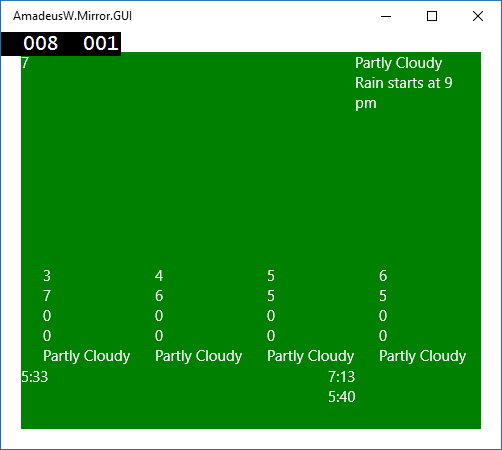 AmadeusW.Mirror.GUI
008 001
7 Partly Cloudy
Rain starts at 9
pm
3 4 5 6
7 6 5 5
0 0 0 0
0 0 0 0
Partly Cloudy Partly Cloudy Partly Cloudy Partly Cloudy
5:33 7:13
5:40